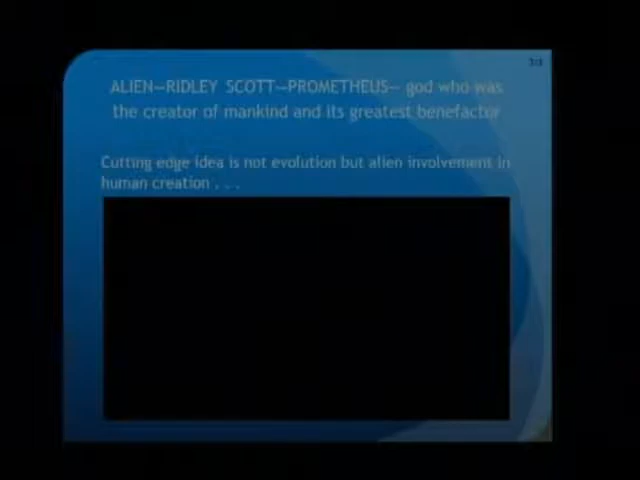 ALIEN—RIDLEY SCOTT—PROMETHEUS— god who was
the creator of mankind and its greatest benefactor
Cutting edge idea is not evolution but alien involvement in
human creation . . .